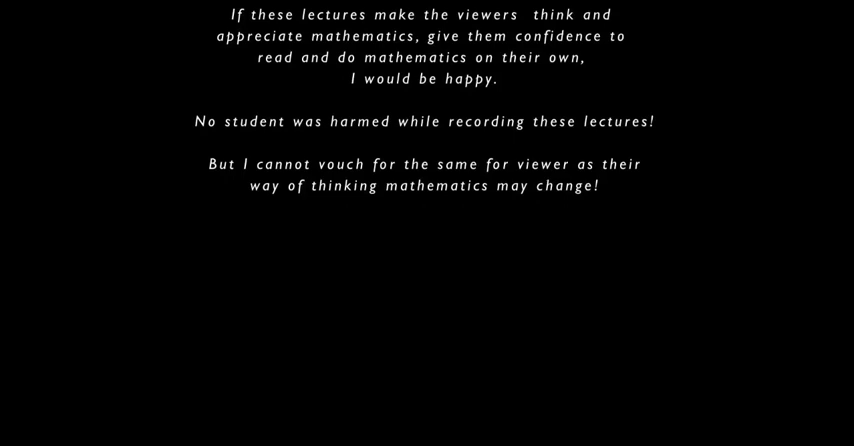 If these lectures make the viewers  think and
appreciate mathematics, give them confidence to
read and do mathematics on their own,
I would be happy.
No student was harmed while recording these lectures!
But I cannot vouch for the same for viewer as their
way of thinking mathematics may change!